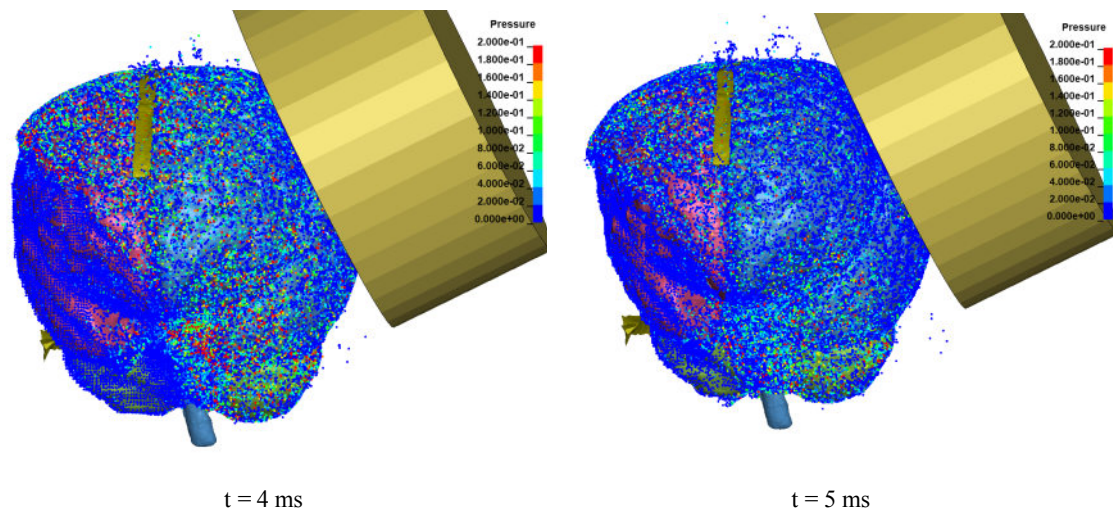 Pressure
2.000e-01
1.800e-01
1.600e-01
1.400e-01
1.200e-01
1.000e-01
8.000e-02
6.000e-02
4.000e-02
2.000e-02
0.000e+00
Pressure
2.000e-01
1.800e-01
1.600e-01
1.400e-01
1.200e-01
1.000e-01
8.000e-02
6.000e-02
4.000e-02
2.000e-02
0.000e+00
t = 4 ms
t = 5 ms